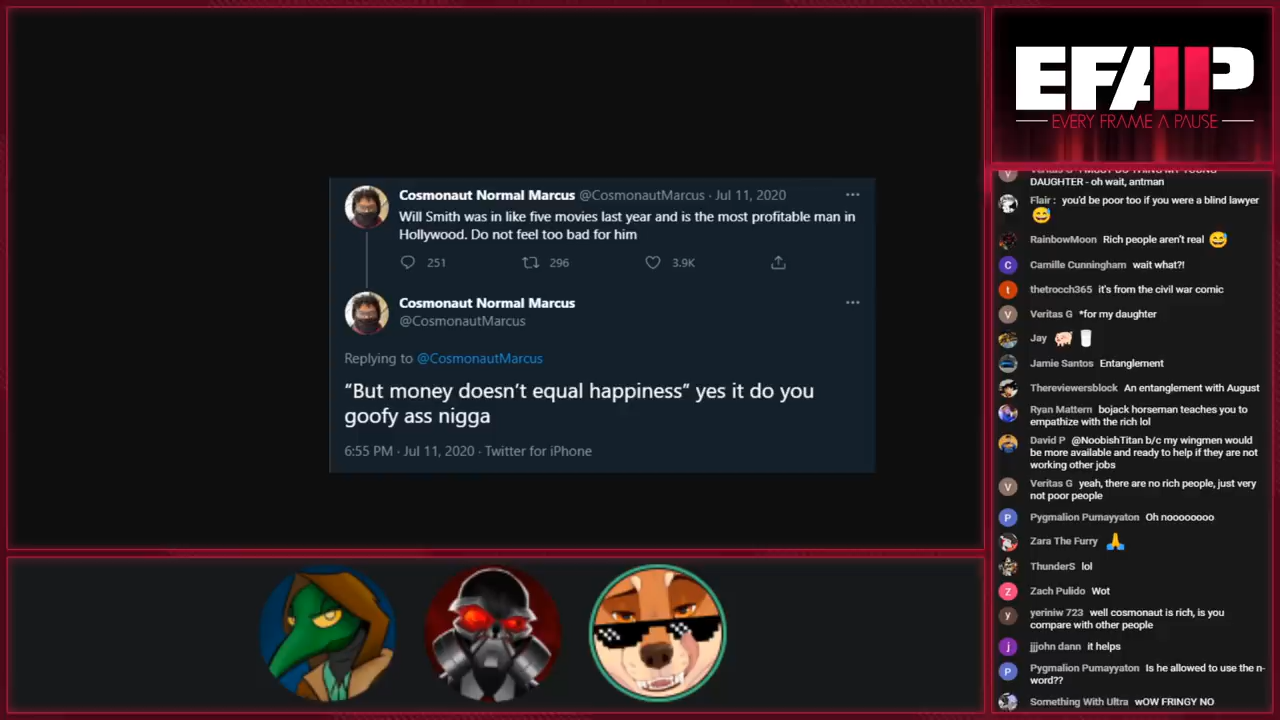 Cosmonaut Normal Marcus @CosmonautMarcus · Jul 11, 2020
Will Smith was in like five movies last year and is the most profitable man in
Hollywood. Do not feel too bad for him
251 296 3.9K
Cosmonaut Normal Marcus
@CosmonautMarcus
Replying to @CosmonautMarcus
“But money doesn’t equal happiness” yes it do you
goofy ass nigga
6:55 PM · Jul 11, 2020 · Twitter for iPhone
EFAP
EVERY FRAME A PAUSE
DAUGHTER - oh wait, antman
Flair : you'd be poor too if you were a blind lawyer
RainbowMoon Rich people aren't real
Camille Cunningham wait what?!
thetrocch365 it's from the civil war comic
Veritas G *for my daughter
Jay
Jamie Santos Entanglement
Thereviewersblock An entanglement with August
Ryan Mattern bojack horseman teaches you to
empathize with the rich lol
David P @NoobishTitan b/c my wingmen would
be more available and ready to help if they are not
working other jobs
Veritas G yeah, there are no rich people, just very
not poor people
Pygmalion Pumayyaton Oh nooooooo
Zara The Furry
ThunderS lol
Zach Pulido Wot
yeriniw 723 well cosmonaut is rich, is you
compare with other people
jjjohn dann it helps
Pygmalion Pumayyaton Is he allowed to use the n-
word??
Something With Ultra wOW FRINGY NO